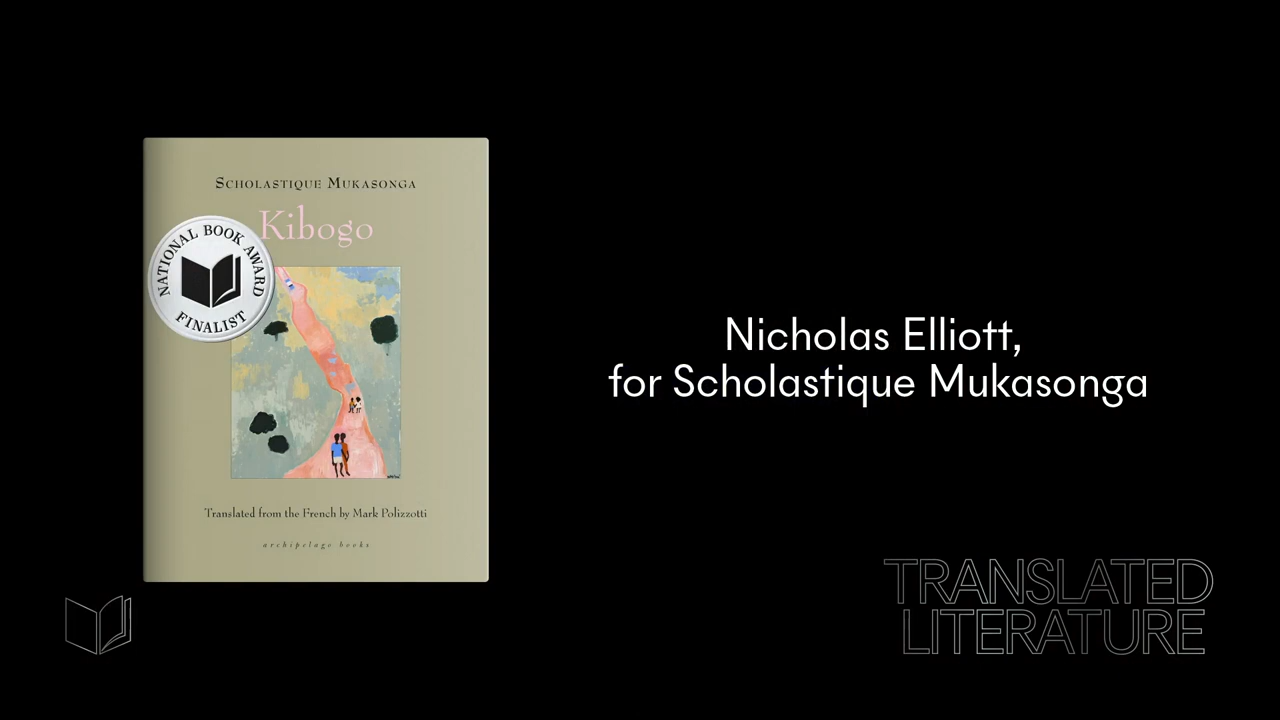 Scholastique Mukasonga
Kibogo
NATIONAL BOOK AWARD
FINALIST
Translated from the French by Mark Polizzotti
archipelago books
Nicholas Elliott,
for Scholastique Mukasonga
TRANSLATED
LITERATURE